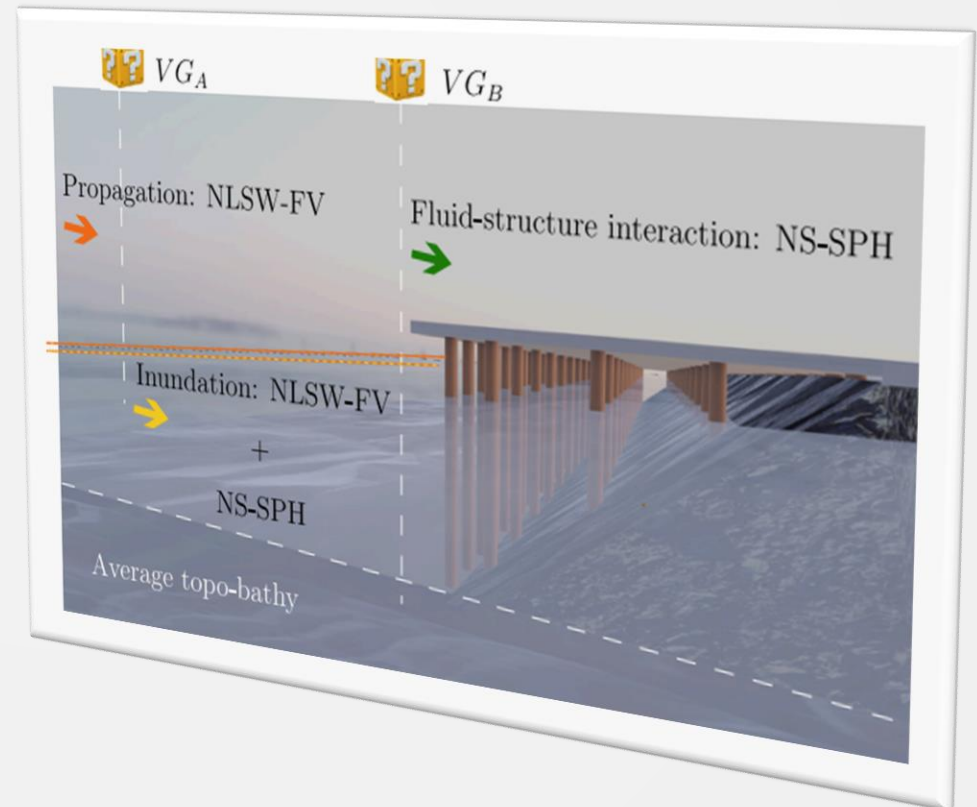 ?? VG_A
?? VG_B
Propagation: NLSW-FV
Fluid-structure interaction: NS-SPH
Inundation: NLSW-FV
+
NS-SPH
Average topo-bathy